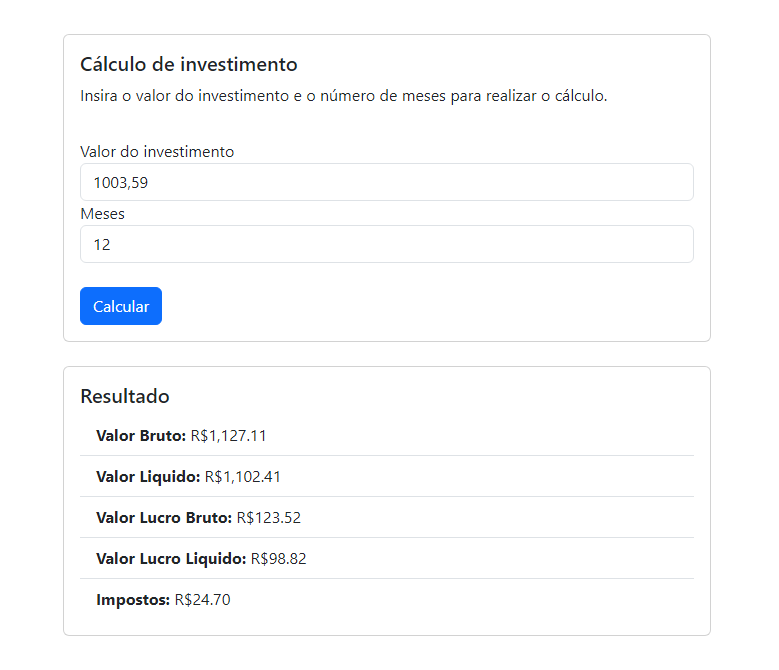 Cálculo de investimento
Insira o valor do investimento e o número de meses para realizar o cálculo.
Valor do investimento
1003,59
Meses
12
Calcular
Resultado
Valor Bruto: R$1,127.11
Valor Liquido: R$1,102.41
Valor Lucro Bruto: R$123.52
Valor Lucro Liquido: R$98.82
Impostos: R$24.70